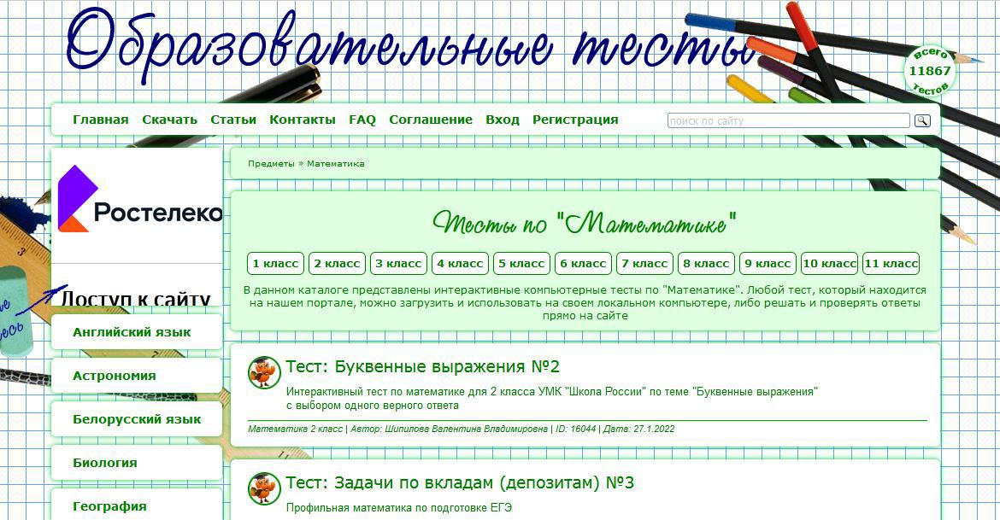 Образовательные тесты
Всего
11867
тестов
Главная Скачать Статьи Контакты FAQ Соглашение Вход Регистрация
поиск по сайту
Ростелеко
Доступ к сайту
Предметы » Математика
Тесты по "Математике"
1 класс 2 класс 3 класс 4 класс 5 класс 6 класс 7 класс 8 класс 9 класс 10 класс 11 класс
В данном каталоге представлены интерактивные компьютерные тесты по "Математике". Любой тест, который находится
на нашем портале, можно загрузить и использовать на своем локальном компьютере, либо решать и проверять ответы
прямо на сайте
Английский язык
Астрономия
Белорусский язык
Биология
География
Тест: Буквенные выражения №2
Интерактивный тест по математике для 2 класса УМК "Школа России" по теме "Буквенные выражения"
с выбором одного верного ответа
Математика 2 класс | Автор: Шипилова Валентина Владимировна | ID: 16044 | Дата: 27.1.2022
Тест: Задачи по вкладам (депозитам) №3
Профильная математика по подготовке ЕГЭ